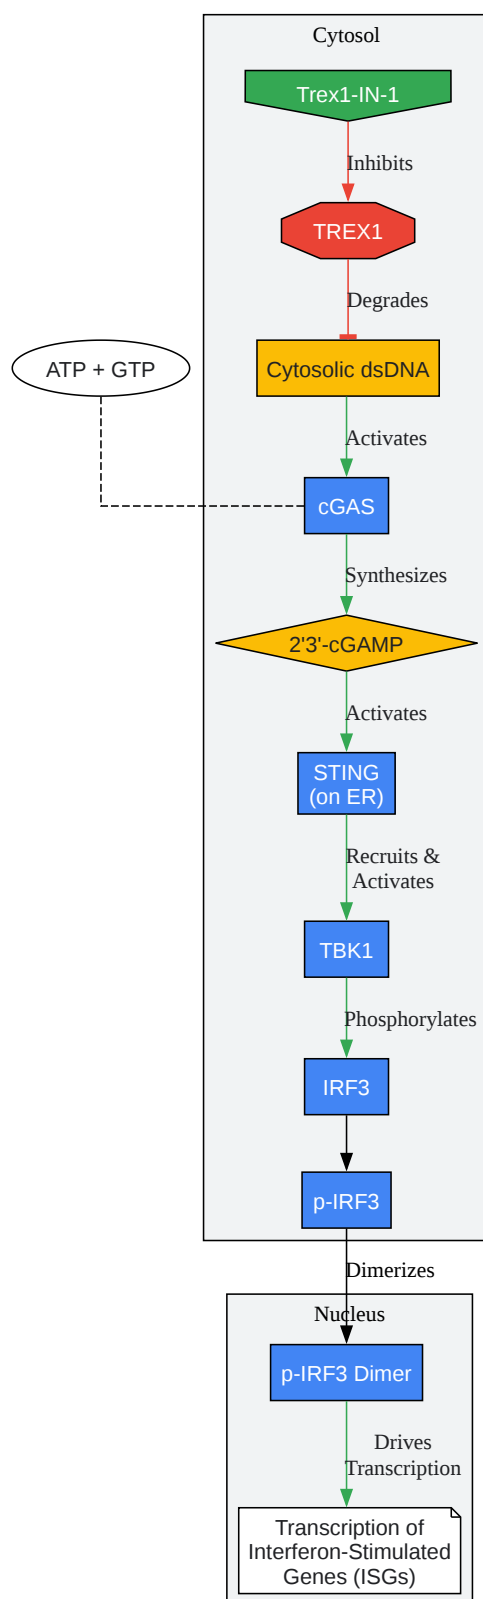 Cytosol
Trex1-IN-1
Inhibits
TREX1
Degrades
ATP + GTP
Cytosolic dsDNA
Activates
cGAS
Synthesizes
2'3'-cGAMP
Activates
STING
(on ER)
Recruits &
Activates
TBK1
Phosphorylates
IRF3
p-IRF3
Dimerizes
Nucleus
p-IRF3 Dimer
Drives
Transcription
Transcription of
Interferon-Stimulated
Genes (ISGs)